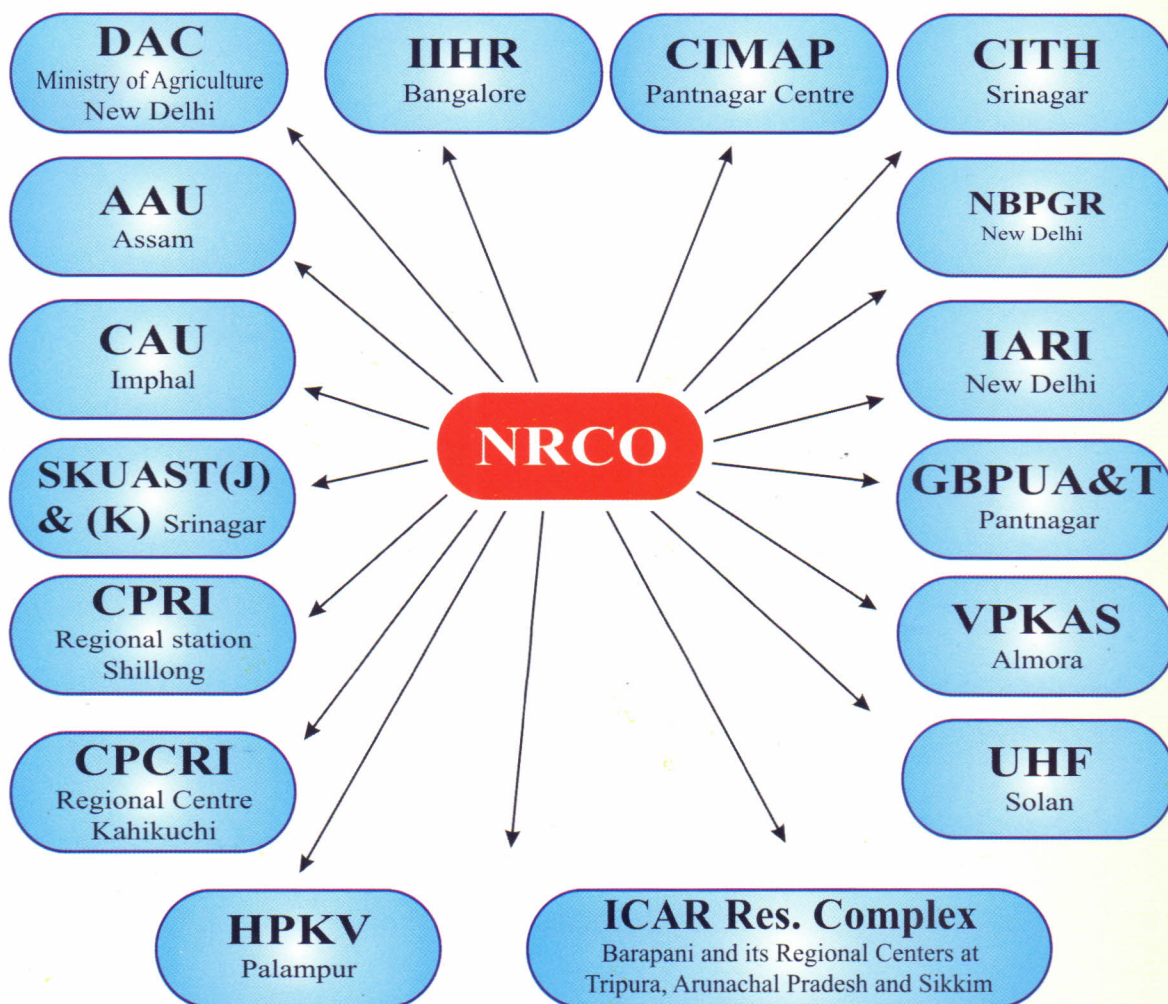 DAC
Ministry of Agriculture
New Delhi
IIHR
Bangalore
CIMAP
Pantnagar Centre
CITH
Srinagar
AAU
Assam
NBPGR
New Delhi
CAU
Imphal
IARI
New Delhi
NRCO
SKUAST(J)
& (K) Srinagar
GBPUA&T
Pantnagar
CPRI
Regional station
Shillong
VPKAS
Almora
CPCRI
Regional Centre
Kahikuchi
UHF
Solan
HPKV
Palampur
ICAR Res. Complex
Barapani and its Regional Centers at
Tripura, Arunachal Pradesh and Sikkim